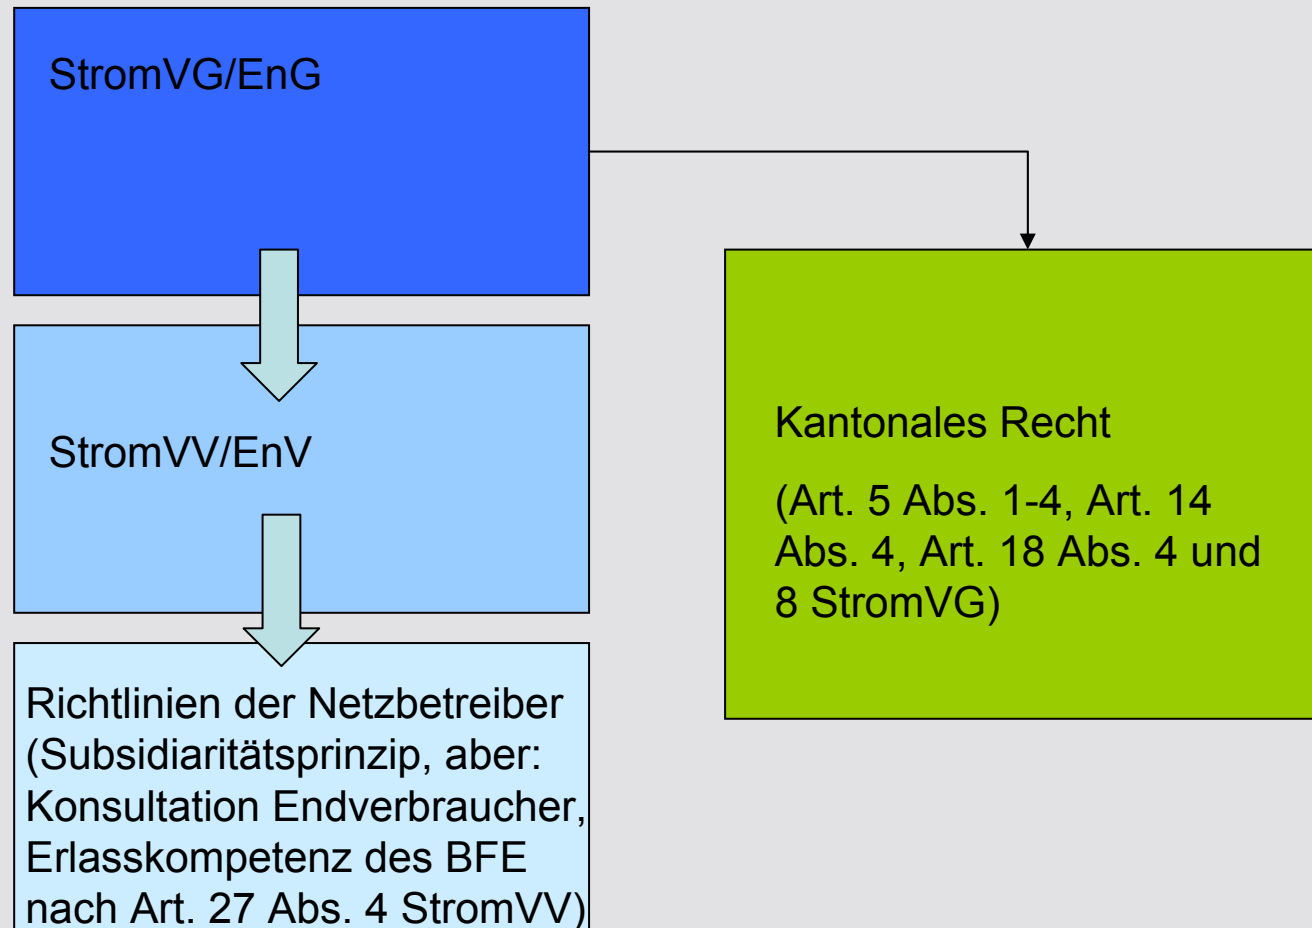 StromVG/EnG
StromVV/EnV
Richtlinien der Netzbetreiber
(Subsidiaritätsprinzip, aber:
Konsultation Endverbraucher,
Erlasskompetenz des BFE
nach Art. 27 Abs. 4 StromVV)
Kantonales Recht
(Art. 5 Abs. 1-4, Art. 14
Abs. 4, Art. 18 Abs. 4 und
8 StromVG)